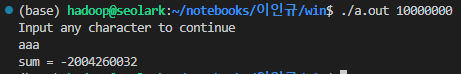 (base) hadoop@seolark:~/notebooks/이인규/win$ ./a.out 10000000
Input any character to continue
aaa
sum = -2004260032